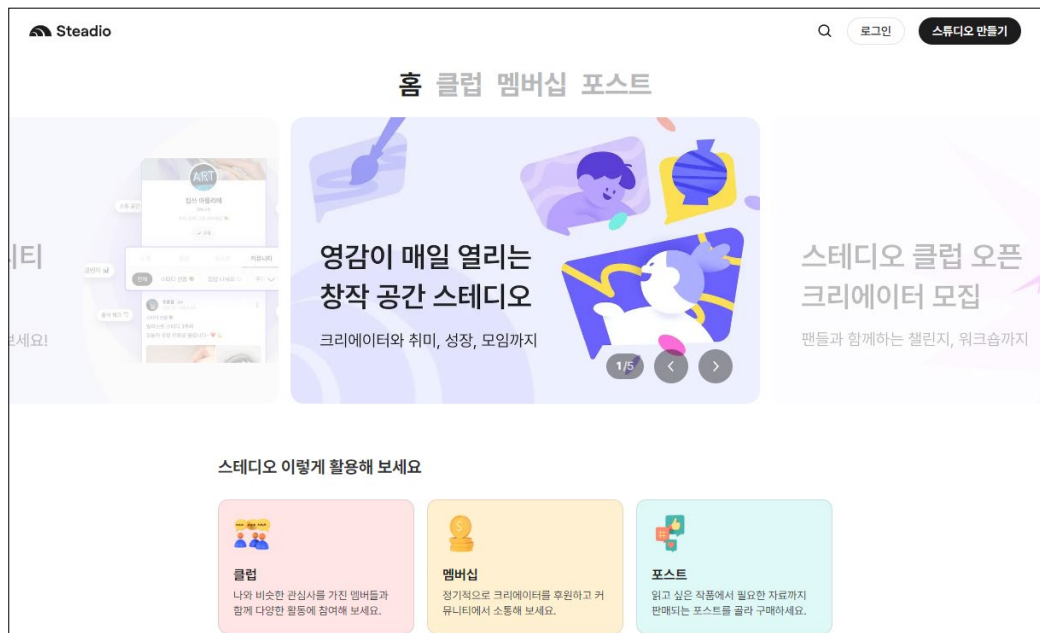 Steadio
로그인
스튜디오 만들기
홈 클럽 멤버십 포스트
ART
커뮤니티
전체
시티
보세요!
영감이 매일 열리는
창작 공간 스테디오
크리에이터와 취미, 성장, 모임까지
1/5
스테디오 클럽 오픈
크리에이터 모집
팬들과 함께하는 챌린지, 워크숍까지
스테디오 이렇게 활용해 보세요
클럽
나와 비슷한 관심사를 가진 멤버들과
함께 다양한 활동에 참여해 보세요.
멤버십
정기적으로 크리에이터를 후원하고 커
뮤니티에서 소통해 보세요.
포스트
읽고 싶은 작품에서 필요한 자료까지
판매되는 포스트를 골라 구매하세요.